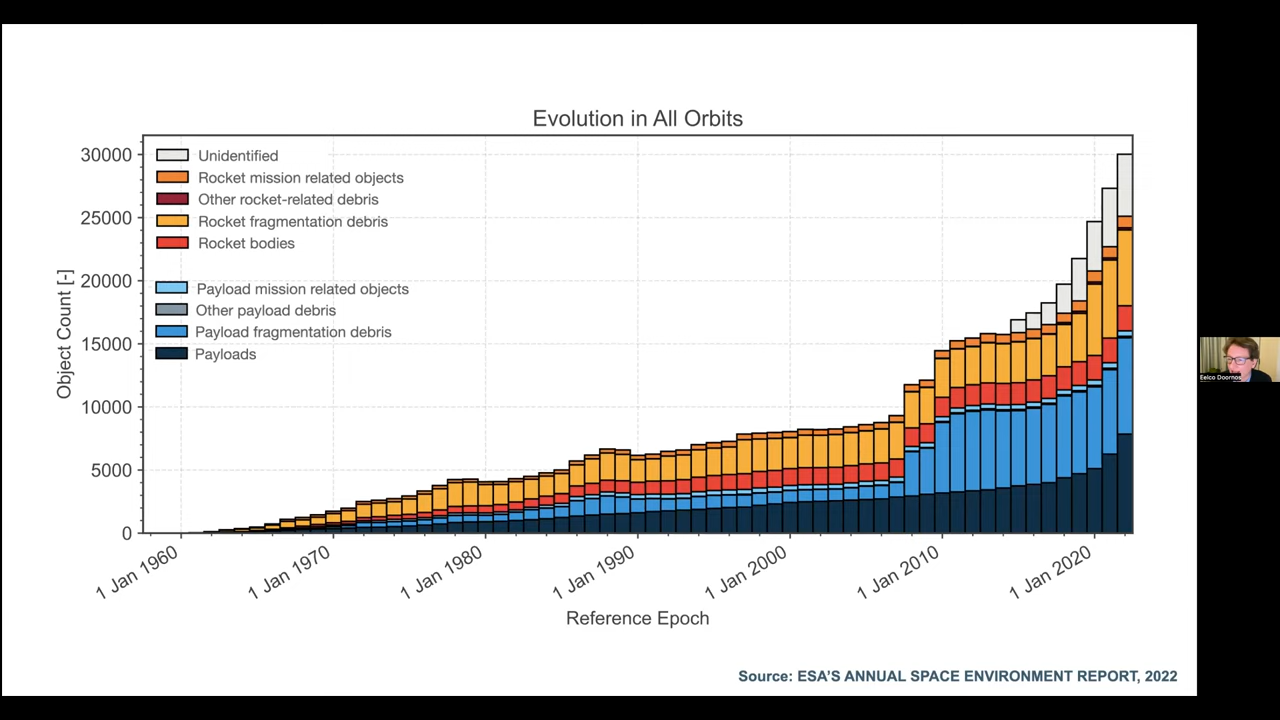 Evolution in All Orbits
30000
25000
20000
15000
10000
5000
0
Object Count [-]
Unidentified
Rocket mission related objects
Other rocket-related debris
Rocket fragmentation debris
Rocket bodies
Payload mission related objects
Other payload debris
Payload fragmentation debris
Payloads
1 Jan 1960
1 Jan 1970
1 Jan 1980
1 Jan 1990
1 Jan 2000
1 Jan 2010
1 Jan 2020
Reference Epoch
Source: ESA'S ANNUAL SPACE ENVIRONMENT REPORT, 2022
Eelco Doornbos